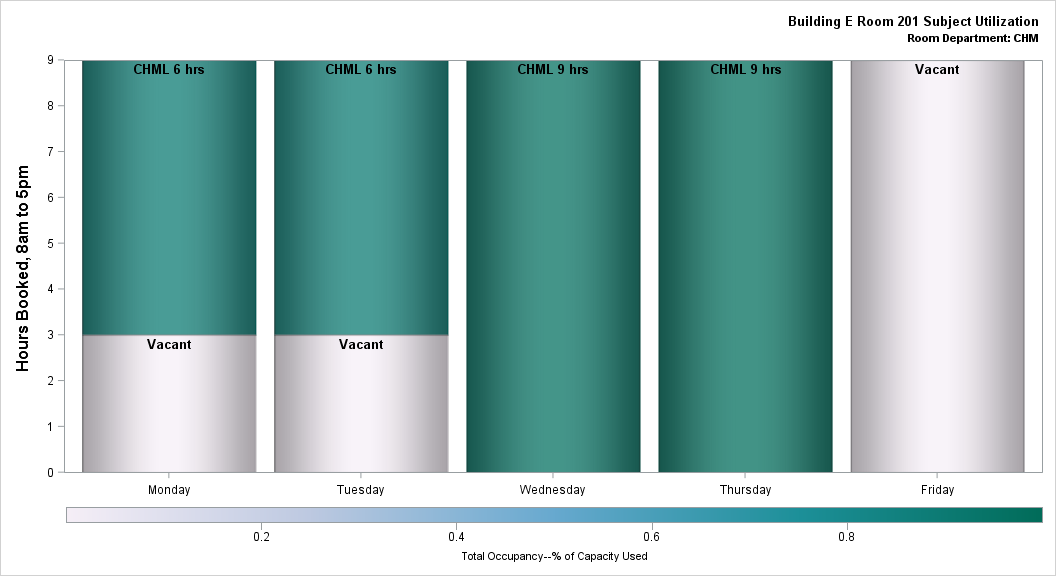 Building E Room 201 Subject Utilization
Room Department: CHM
Hours Booked, 8am to 5pm
9
8
7
6
5
4
3
2
1
0
CHML 6 hrs
CHML 6 hrs
CHML 9 hrs
CHML 9 hrs
Vacant
Vacant
Vacant
Monday
Tuesday
Wednesday
Thursday
Friday
0.2
0.4
0.6
0.8
Total Occupancy--% of Capacity Used